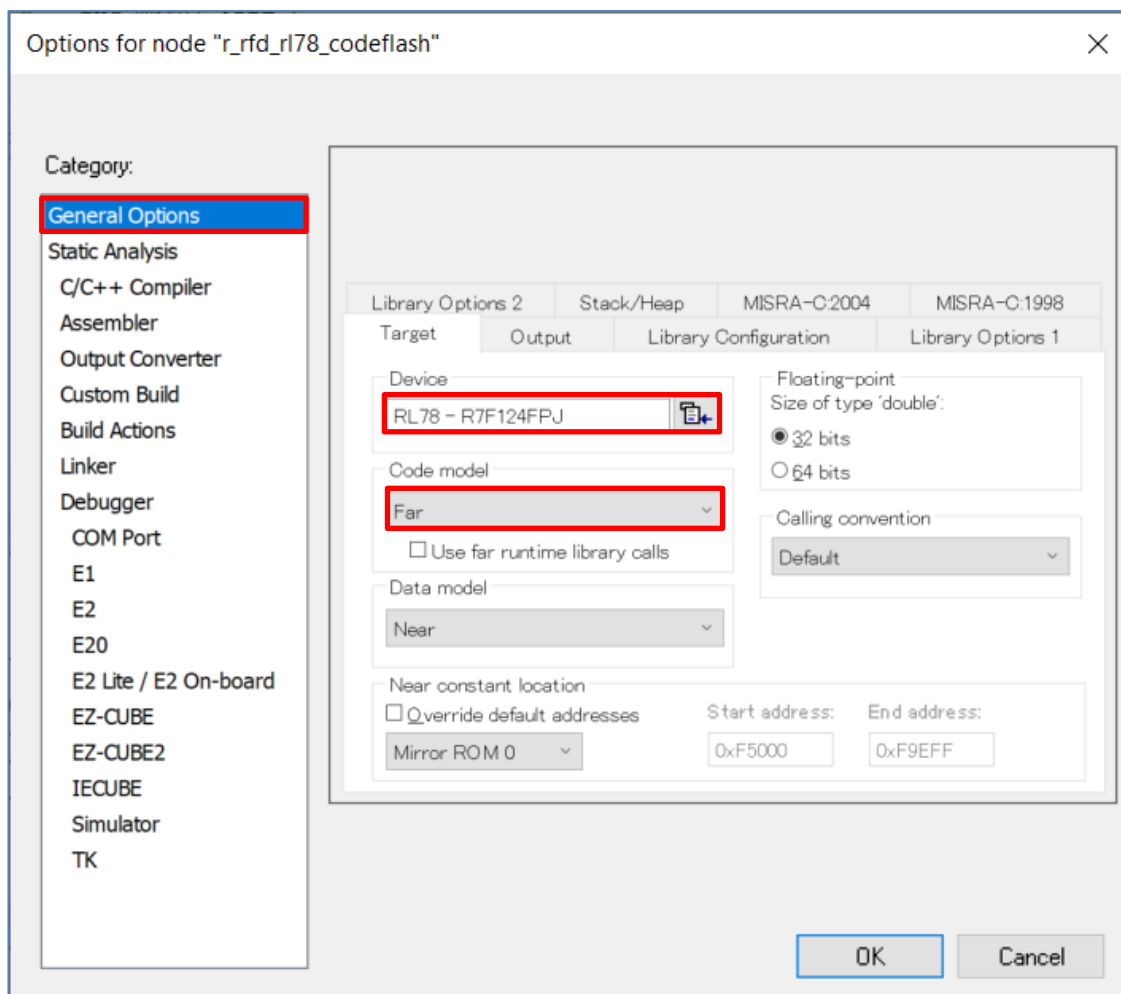 Options for node "r_rfd_rl78_codeflash"
Category:
General Options
Static Analysis
C/C++ Compiler
Assembler
Output Converter
Custom Build
Build Actions
Linker
Debugger
COM Port
E1
E2
E20
E2 Lite / E2 On-board
EZ-CUBE
EZ-CUBE2
IECUBE
Simulator
TK
Library Options 2 Stack/Heap MISRA-C:2004 MISRA-C:1998
Target Output Library Configuration Library Options 1
Device
RL78 - R7F124FPJ
Code model
Far
Use far runtime library calls
Data model
Near
Floating-point
Size of type 'double':
32 bits
64 bits
Calling convention
Default
Near constant location
Override default addresses
Mirror ROM 0
Start address:
0xF5000
End address:
0xF9EFF
OK
Cancel